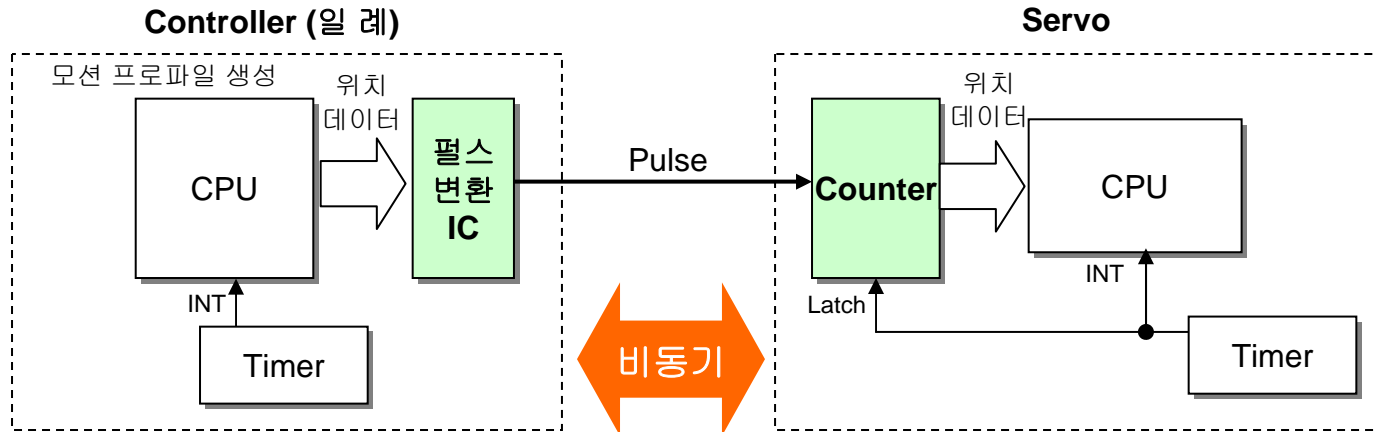 Controller (일 례)
모션 프로파일 생성
위치
데이터
CPU
펄스
변환
IC
INT
Timer
Pulse
비동기
Servo
Counter
위치
데이터
CPU
Latch
INT
Timer